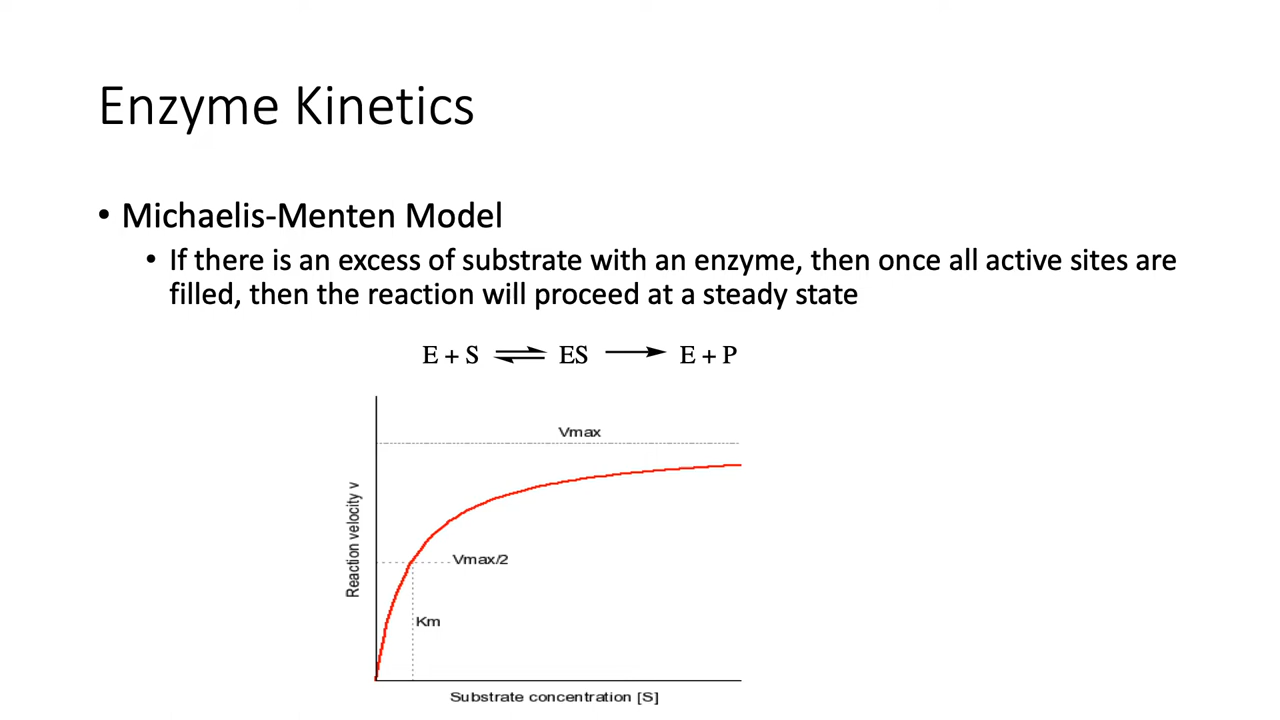 Enzyme Kinetics
• Michaelis-Menten Model
• If there is an excess of substrate with an enzyme, then once all active sites are
filled, then the reaction will proceed at a steady state
E + S ⇌ ES ⟶ E + P
Vmax
Reaction velocity v
Vmax/2
Km
Substrate concentration [S]